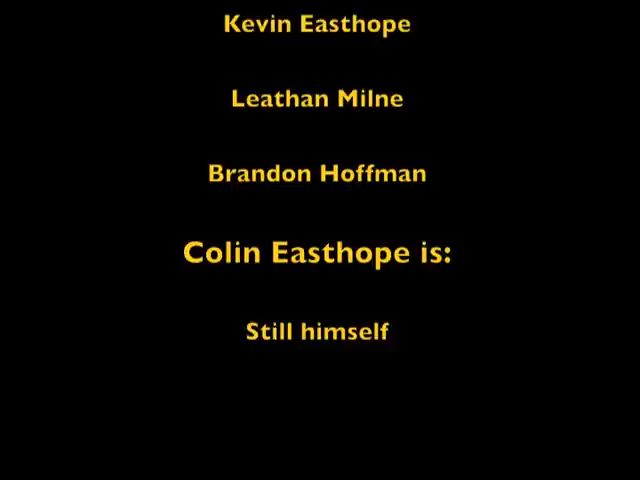 Kevin Easthope
Leathan Milne
Brandon Hoffman
Colin Easthope is:
Still himself